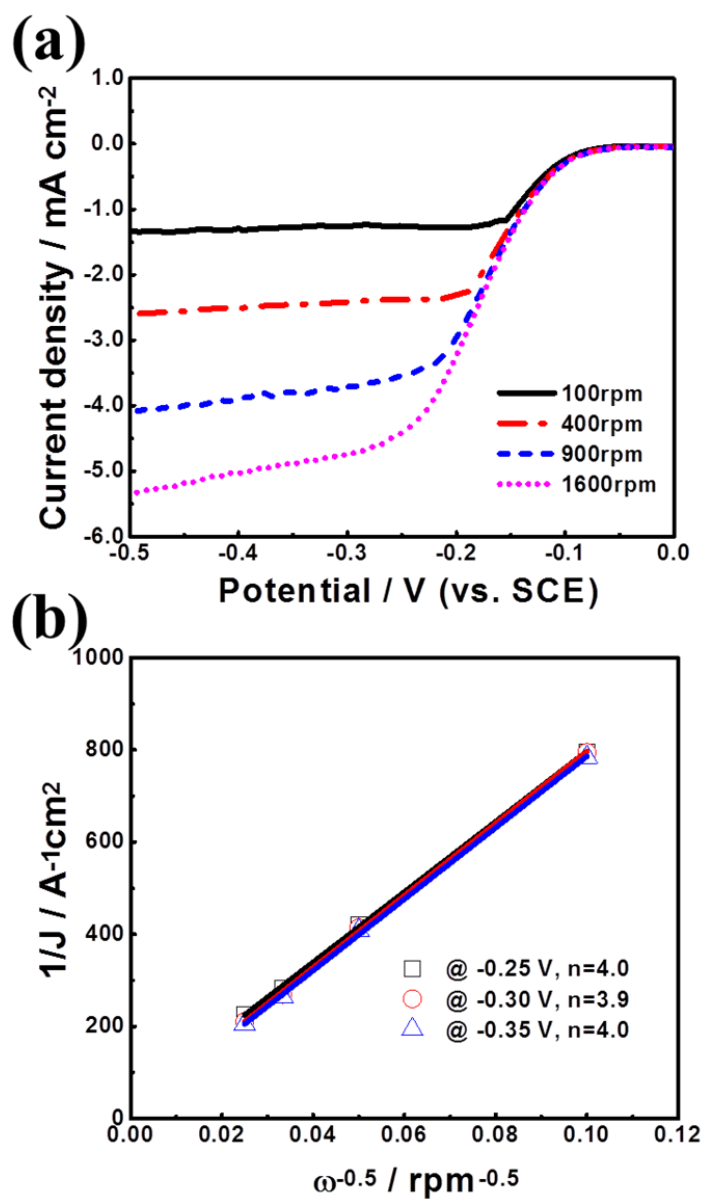 (a)
1.0
0.0
-1.0
-2.0
-3.0
-4.0
-5.0
-6.0
Current density / mA cm⁻²
100rpm
400rpm
900rpm
1600rpm
-0.5 -0.4 -0.3 -0.2 -0.1 0.0
Potential / V (vs. SCE)
(b)
1000
800
600
400
200
0
1/J / A⁻¹cm²
@ -0.25 V, n=4.0
@ -0.30 V, n=3.9
@ -0.35 V, n=4.0
0.00 0.02 0.04 0.06 0.08 0.10 0.12
ω⁻⁰·⁵ / rpm⁻⁰·⁵